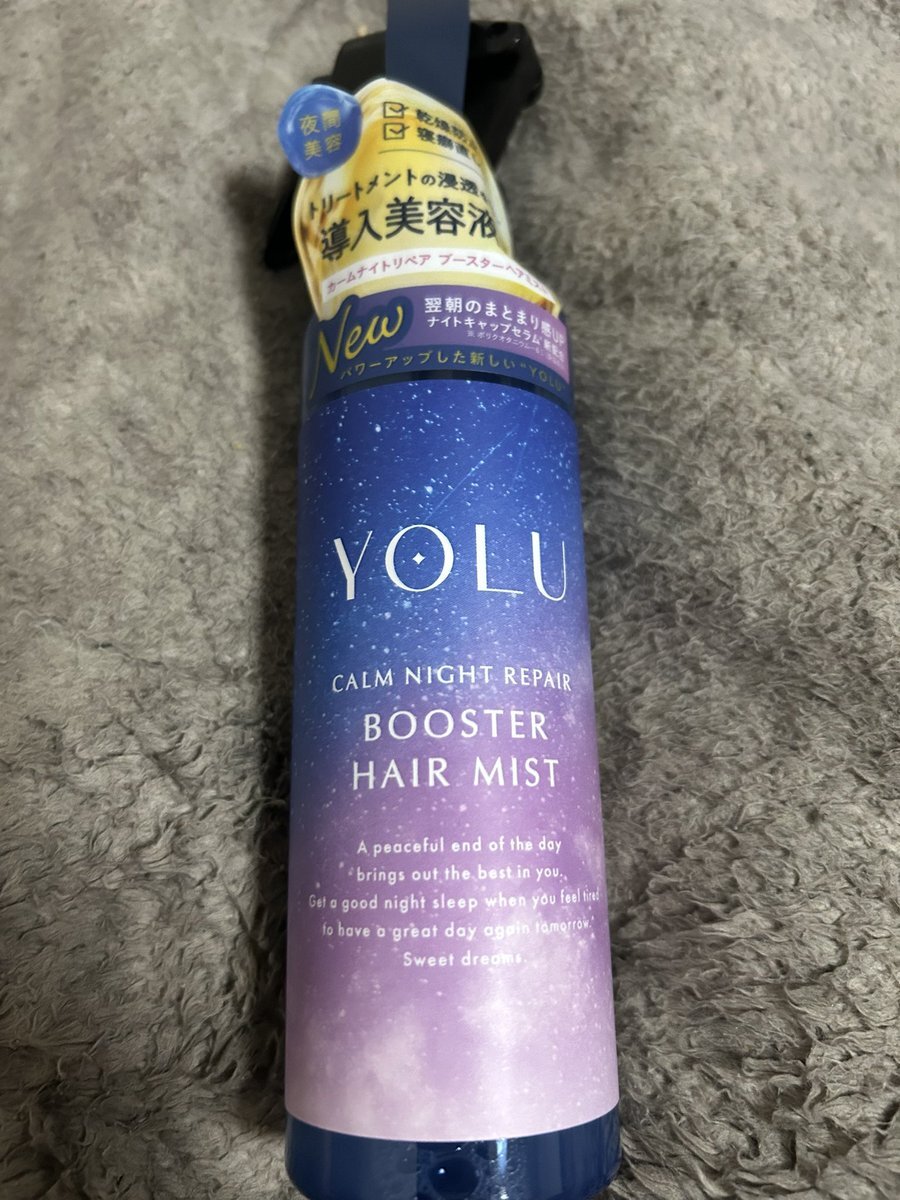 夜間
美容
乾燥
寝癖直
トリートメントの浸透
導入美容液
カームナイトリペア ブースターヘア
New
翌朝のまとまり感UP
ナイトキャップセラム
パワーアップした新しい"YOLU"
YOLU
CALM NIGHT REPAIR
BOOSTER
HAIR MIST
A peaceful end of the day
brings out the best in you.
Get a good night sleep when you feel tired
to have a great day again tomorrow.
Sweet dreams.